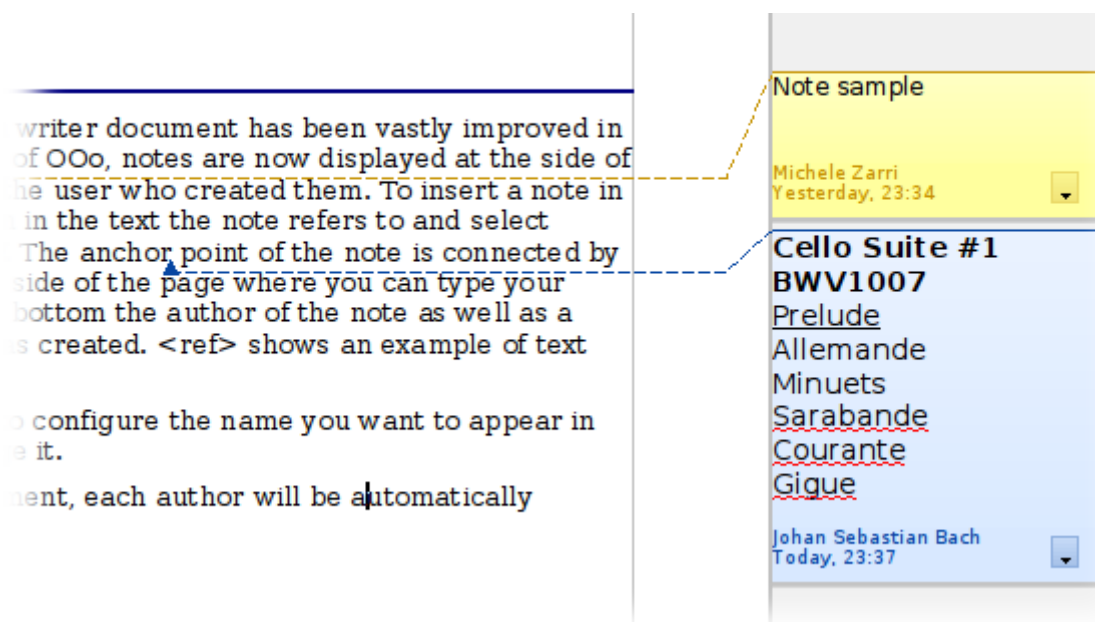 writer document has been vastly improved in
of OOo, notes are now displayed at the side of
the user who created them. To insert a note in
in the text the note refers to and select
The anchor point of the note is connected by
side of the page where you can type your
bottom the author of the note as well as a
s created. <ref> shows an example of text
o configure the name you want to appear in
e it.
ment, each author will be automatically
Note sample
Michele Zarri
Yesterday, 23:34
Cello Suite #1
BWV1007
Prelude
Allemande
Minuets
Sarabande
Courante
Gigue
Johan Sebastian Bach
Today, 23:37